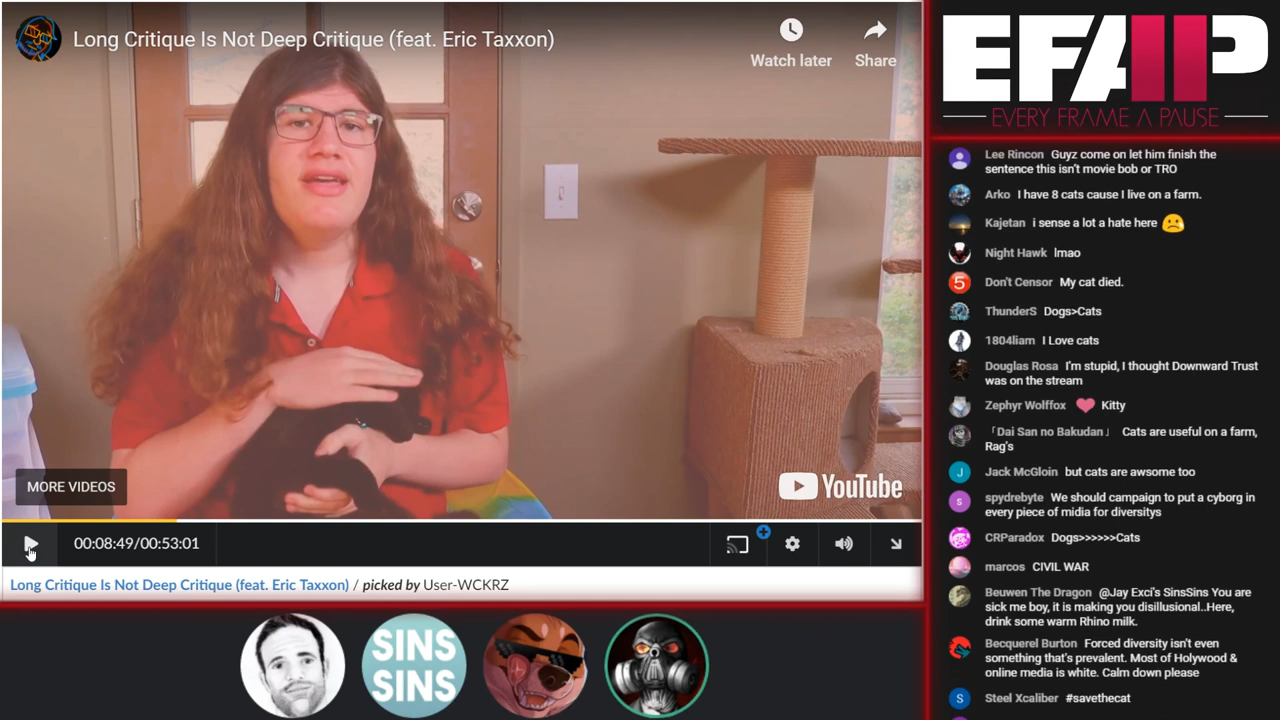 Long Critique Is Not Deep Critique (feat. Eric Taxxon)
Watch later
Share
MORE VIDEOS
YouTube
00:08:49/00:53:01
Long Critique Is Not Deep Critique (feat. Eric Taxxon) / picked by User-WCKRZ
SINS
SINS
EFAP
EVERY FRAME A PAUSE
Lee Rincon Guyz come on let him finish the
sentence this isn't movie bob or TRO
Arko I have 8 cats cause I live on a farm.
Kajetan i sense a lot a hate here
Night Hawk lmao
5
Don't Censor My cat died.
ThunderS Dogs>Cats
1804liam I Love cats
Douglas Rosa I'm stupid, I thought Downward Trust
was on the stream
Zephyr Wolffox Kitty
「Dai San no Bakudan」 Cats are useful on a farm,
Rag's
J
Jack McGloin but cats are awsome too
s
spydrebyte We should campaign to put a cyborg in
every piece of midia for diversitys
CRParadox Dogs>>>>>>Cats
marcos CIVIL WAR
Beuwen The Dragon @Jay Exci's SinsSins You are
sick me boy, it is making you disillusional..Here,
drink some warm Rhino milk.
Becquerel Burton Forced diversity isn't even
something that's prevalent. Most of Holywood &
online media is white. Calm down please
S
Steel Xcaliber #savethecat